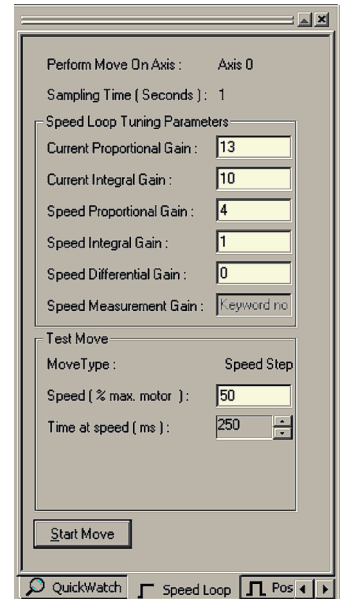 Perform Move On Axis : Axis 0
Sampling Time ( Seconds ) : 1
Speed Loop Tuning Parameters
Current Proportional Gain : 13
Current Integral Gain : 10
Speed Proportional Gain : 4
Speed Integral Gain : 1
Speed Differential Gain : 0
Speed Measurement Gain : Keyword no
Test Move
MoveType : Speed Step
Speed ( % max. motor ) : 50
Time at speed ( ms ) : 250
Start Move
QuickWatch Speed Loop Pos